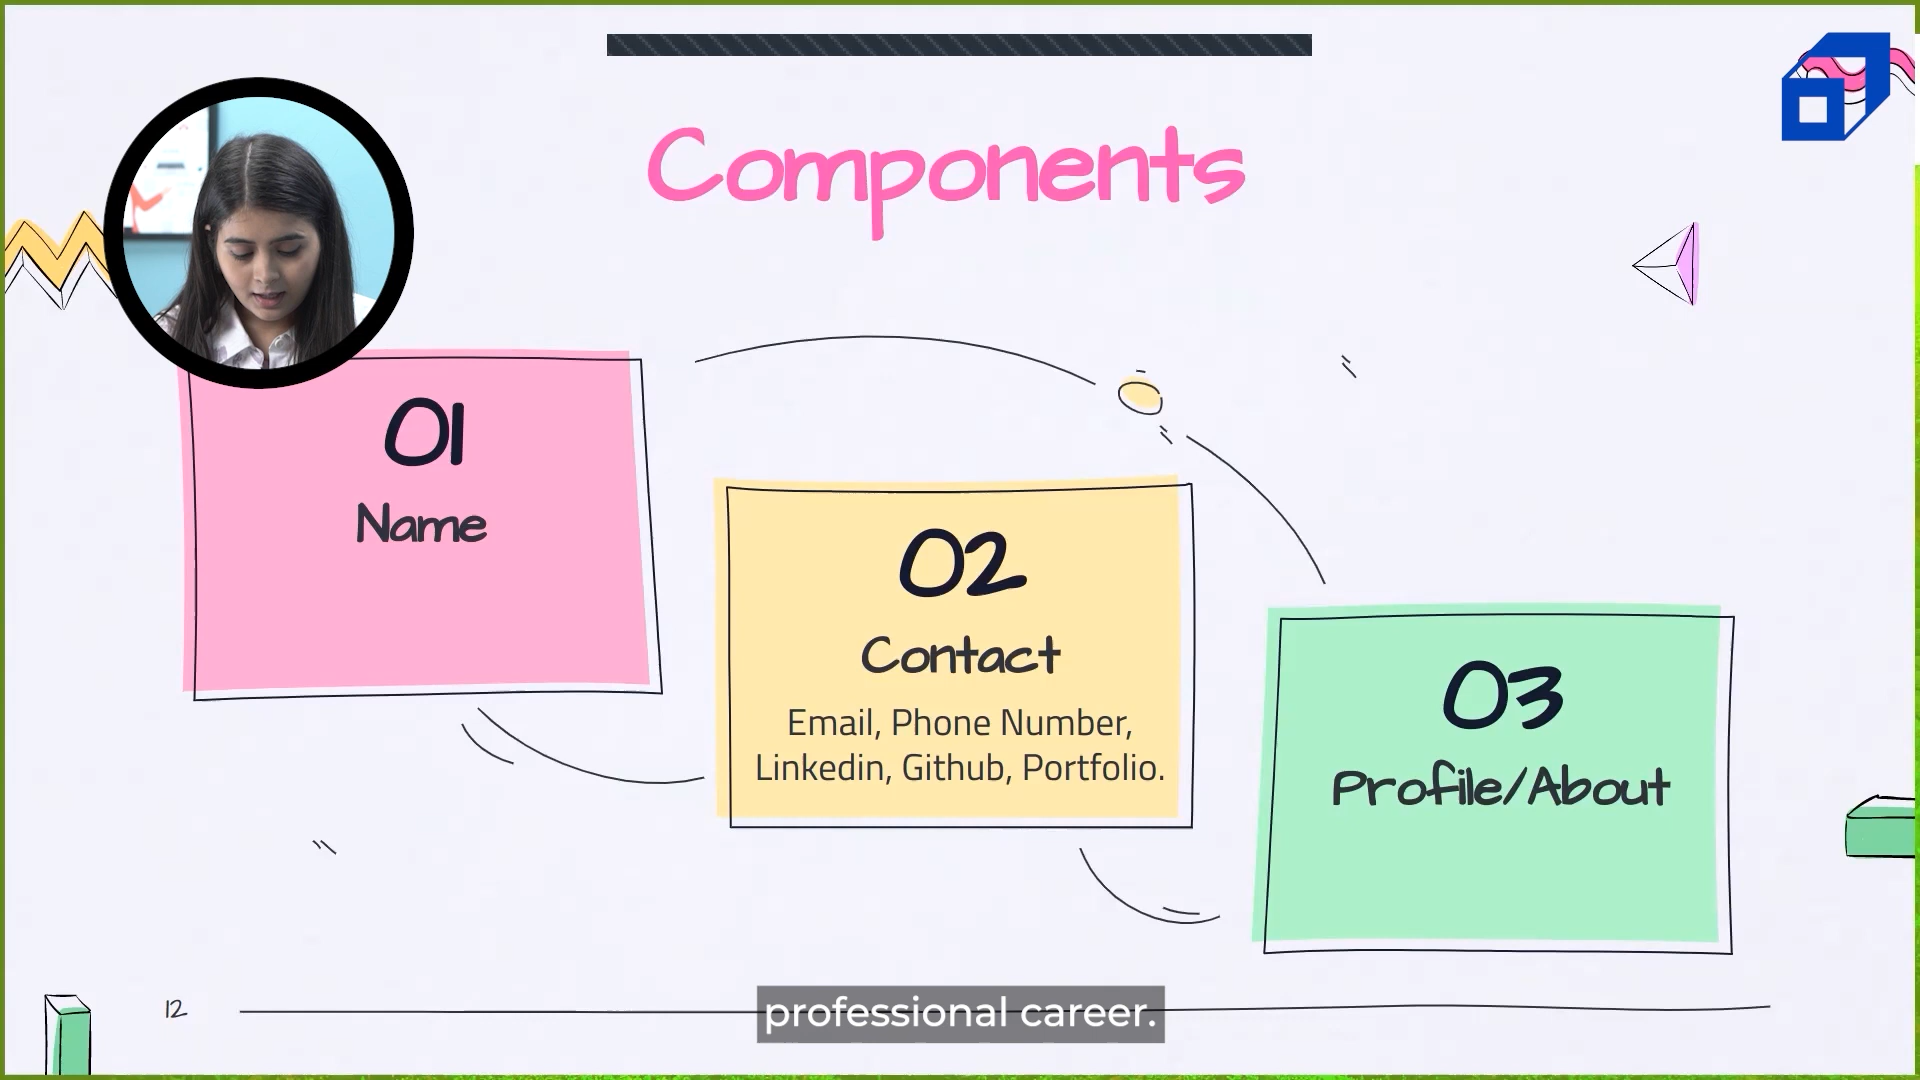 Components
01
Name
02
Contact
Email, Phone Number,
Linkedin, Github, Portfolio.
03
Profile/About
12
professional career.